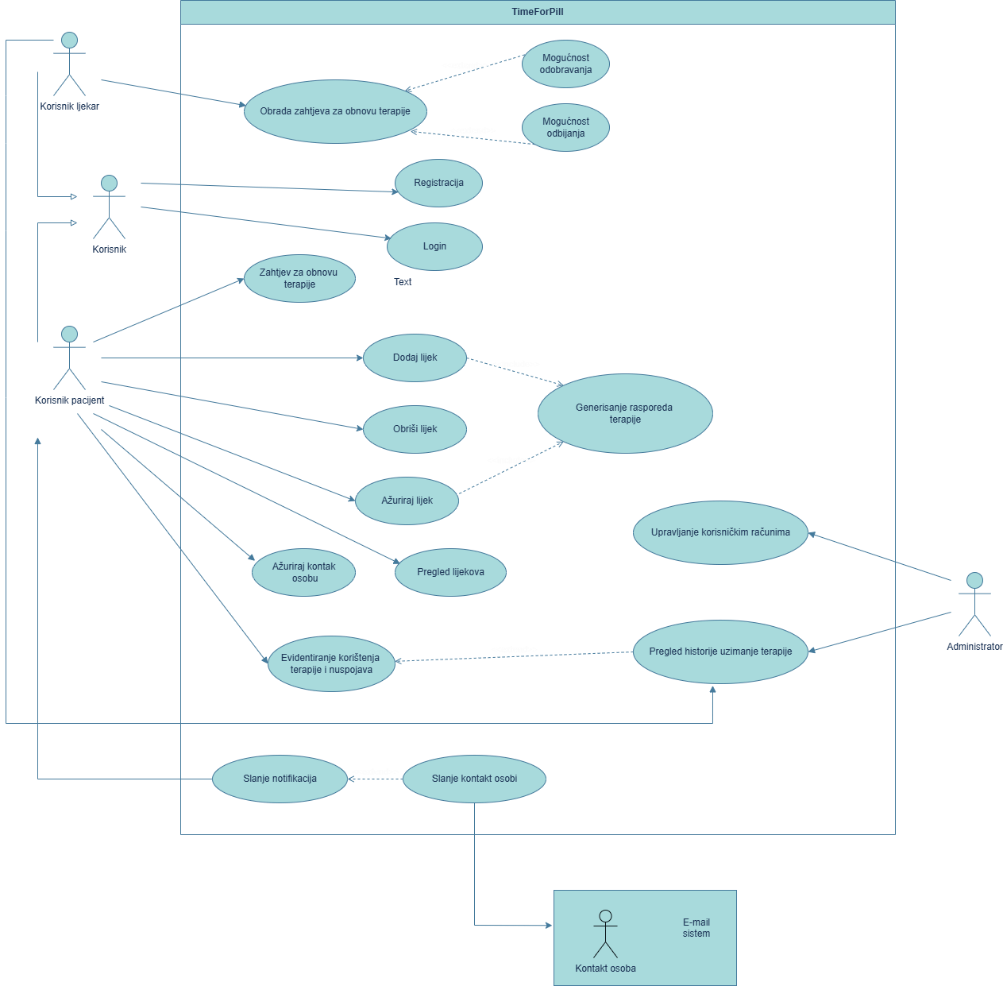 TimeForPill
Mogućnost
odobravanja
Korisnik ljekar
Obrada zahtjeva za obnovu terapije
Mogućnost
odbijanja
Registracija
Korisnik
Login
Zahtjev za obnovu
terapije
Text
Dodaj lijek
Korisnik pacijent
Generisanje rasporeda
terapije
Obriši lijek
Ažuriraj lijek
Upravljanje korisničkim računima
Ažuriraj kontak
osobu
Pregled lijekova
Administrator
Evidentiranje korištenja
terapije i nuspojava
Pregled historije uzimanje terapije
Slanje notifikacija
Slanje kontakt osobi
E-mail
sistem
Kontakt osoba